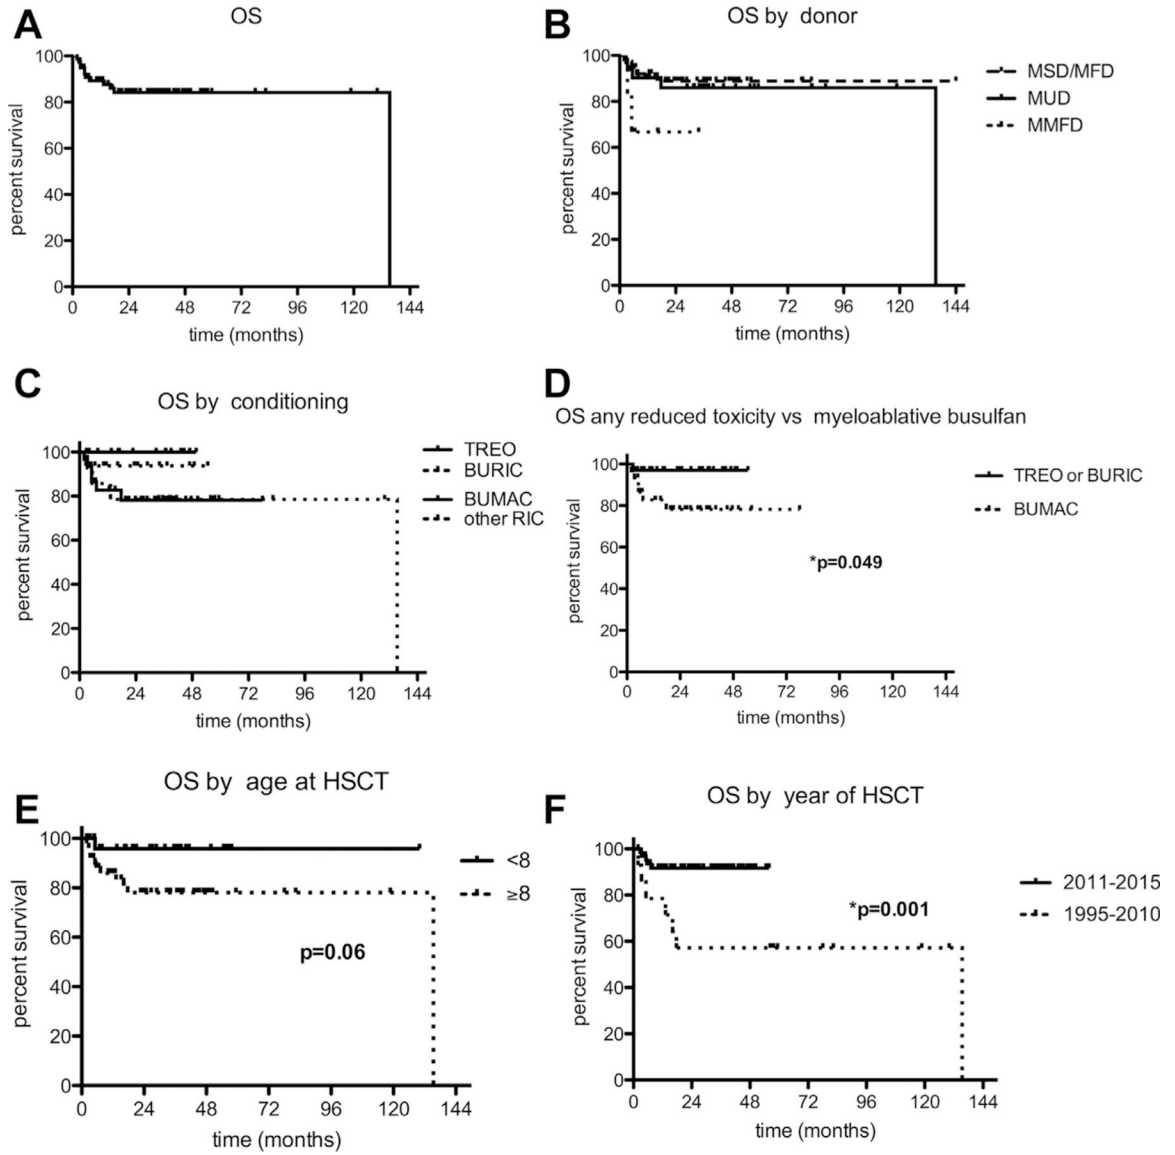 A
OS
100
80
60
40
20
0
percent survival
0 24 48 72 96 120 144
time (months)
B
OS by donor
100
80
60
40
20
0
percent survival
0 24 48 72 96 120 144
time (months)
MSD/MFD
MUD
MMFD
C
OS by conditioning
100
80
60
40
20
0
percent survival
0 24 48 72 96 120 144
time (months)
TREO
BURIC
BUMAC
other RIC
D
OS any reduced toxicity vs myeloablative busulfan
100
80
60
40
20
0
percent survival
0 24 48 72 96 120 144
time (months)
TREO or BURIC
BUMAC
*p=0.049
E
OS by age at HSCT
100
80
60
40
20
0
percent survival
0 24 48 72 96 120 144
time (months)
<8
≥8
p=0.06
F
OS by year of HSCT
100
80
60
40
20
0
percent survival
0 24 48 72 96 120 144
time (months)
2011-2015
1995-2010
*p=0.001